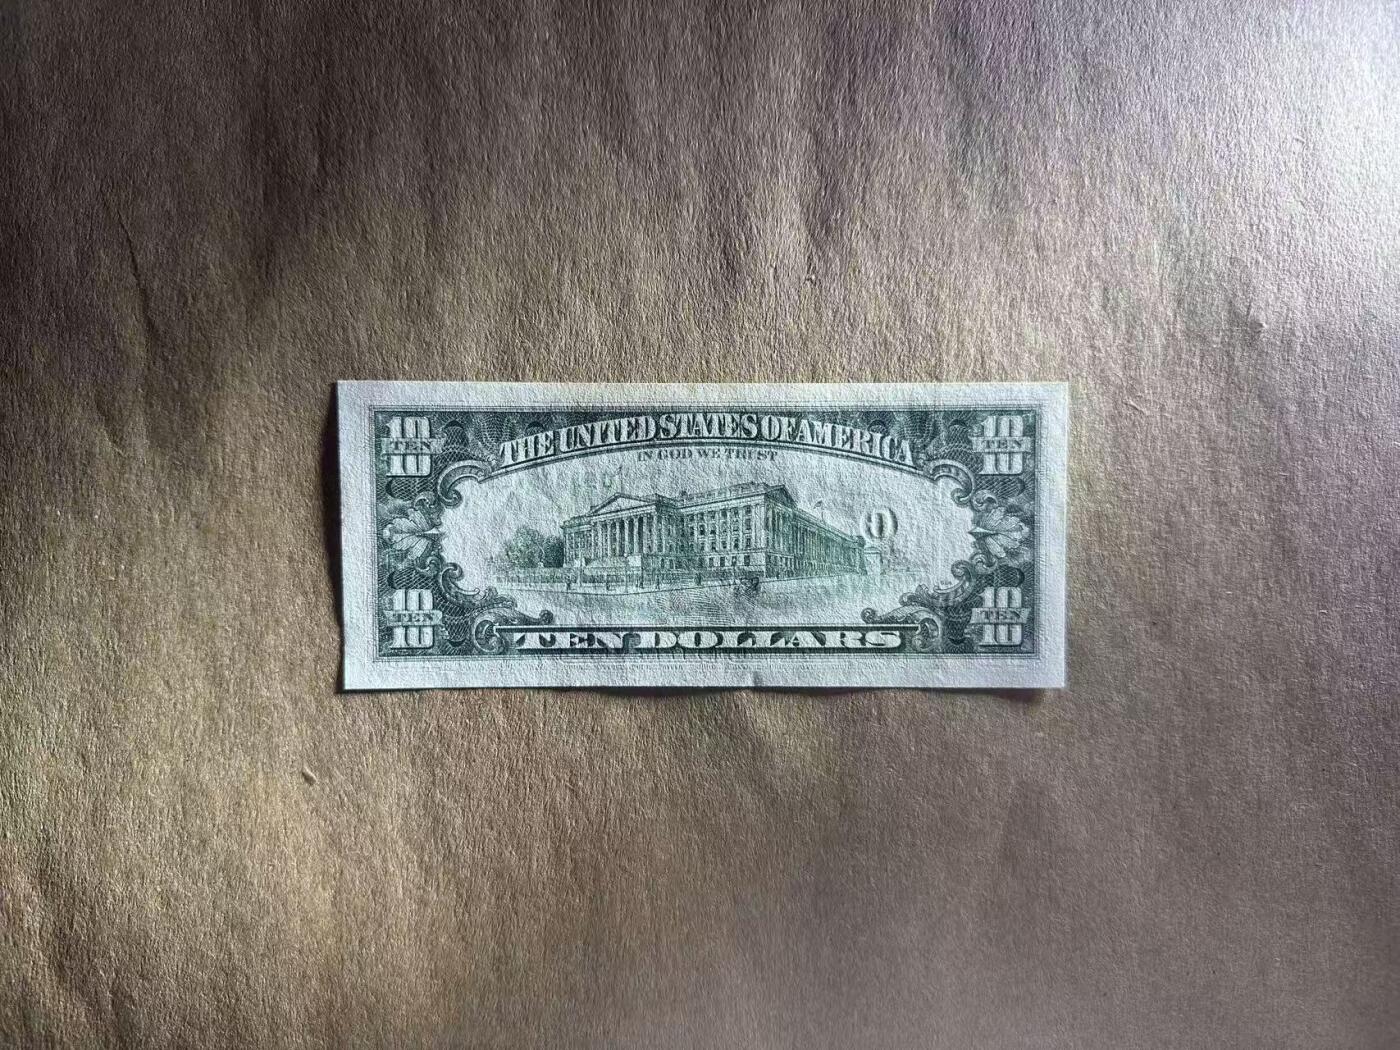 10 TEN 10
THE UNITED STATES OF AMERICA
10 TEN 10
IN GOD WE TRUST
10 TEN 10
TEN DOLLARS
10 TEN 10